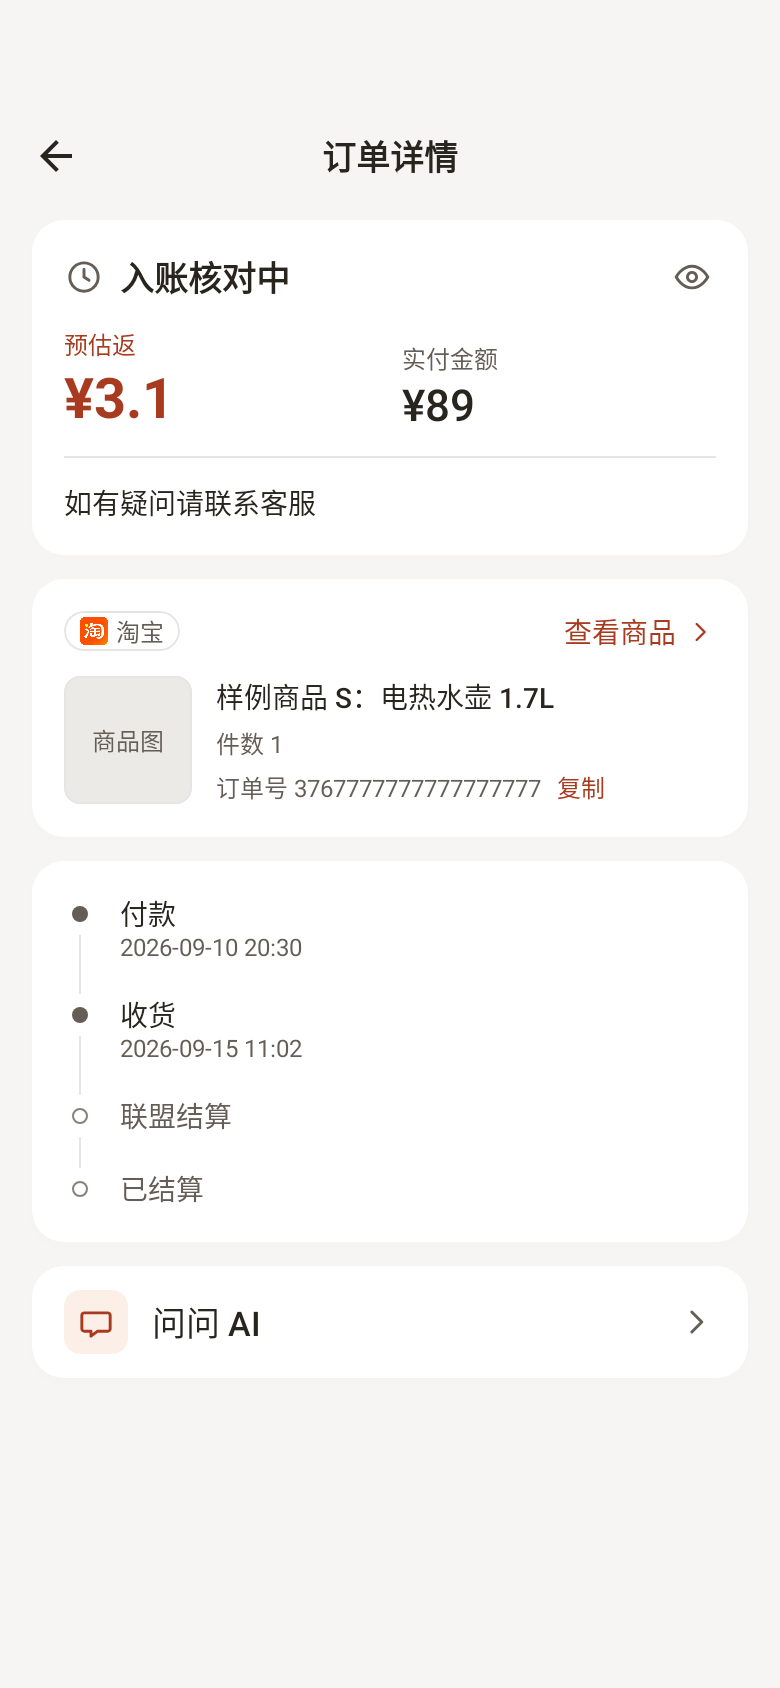 订单详情
入账核对中
预估返
¥3.1
实付金额
¥89
如有疑问请联系客服
淘 淘宝
查看商品
商品图
样例商品 S：电热水壶 1.7L
件数 1
订单号 3767777777777777777 复制
付款
2026-09-10 20:30
收货
2026-09-15 11:02
联盟结算
已结算
问问 AI